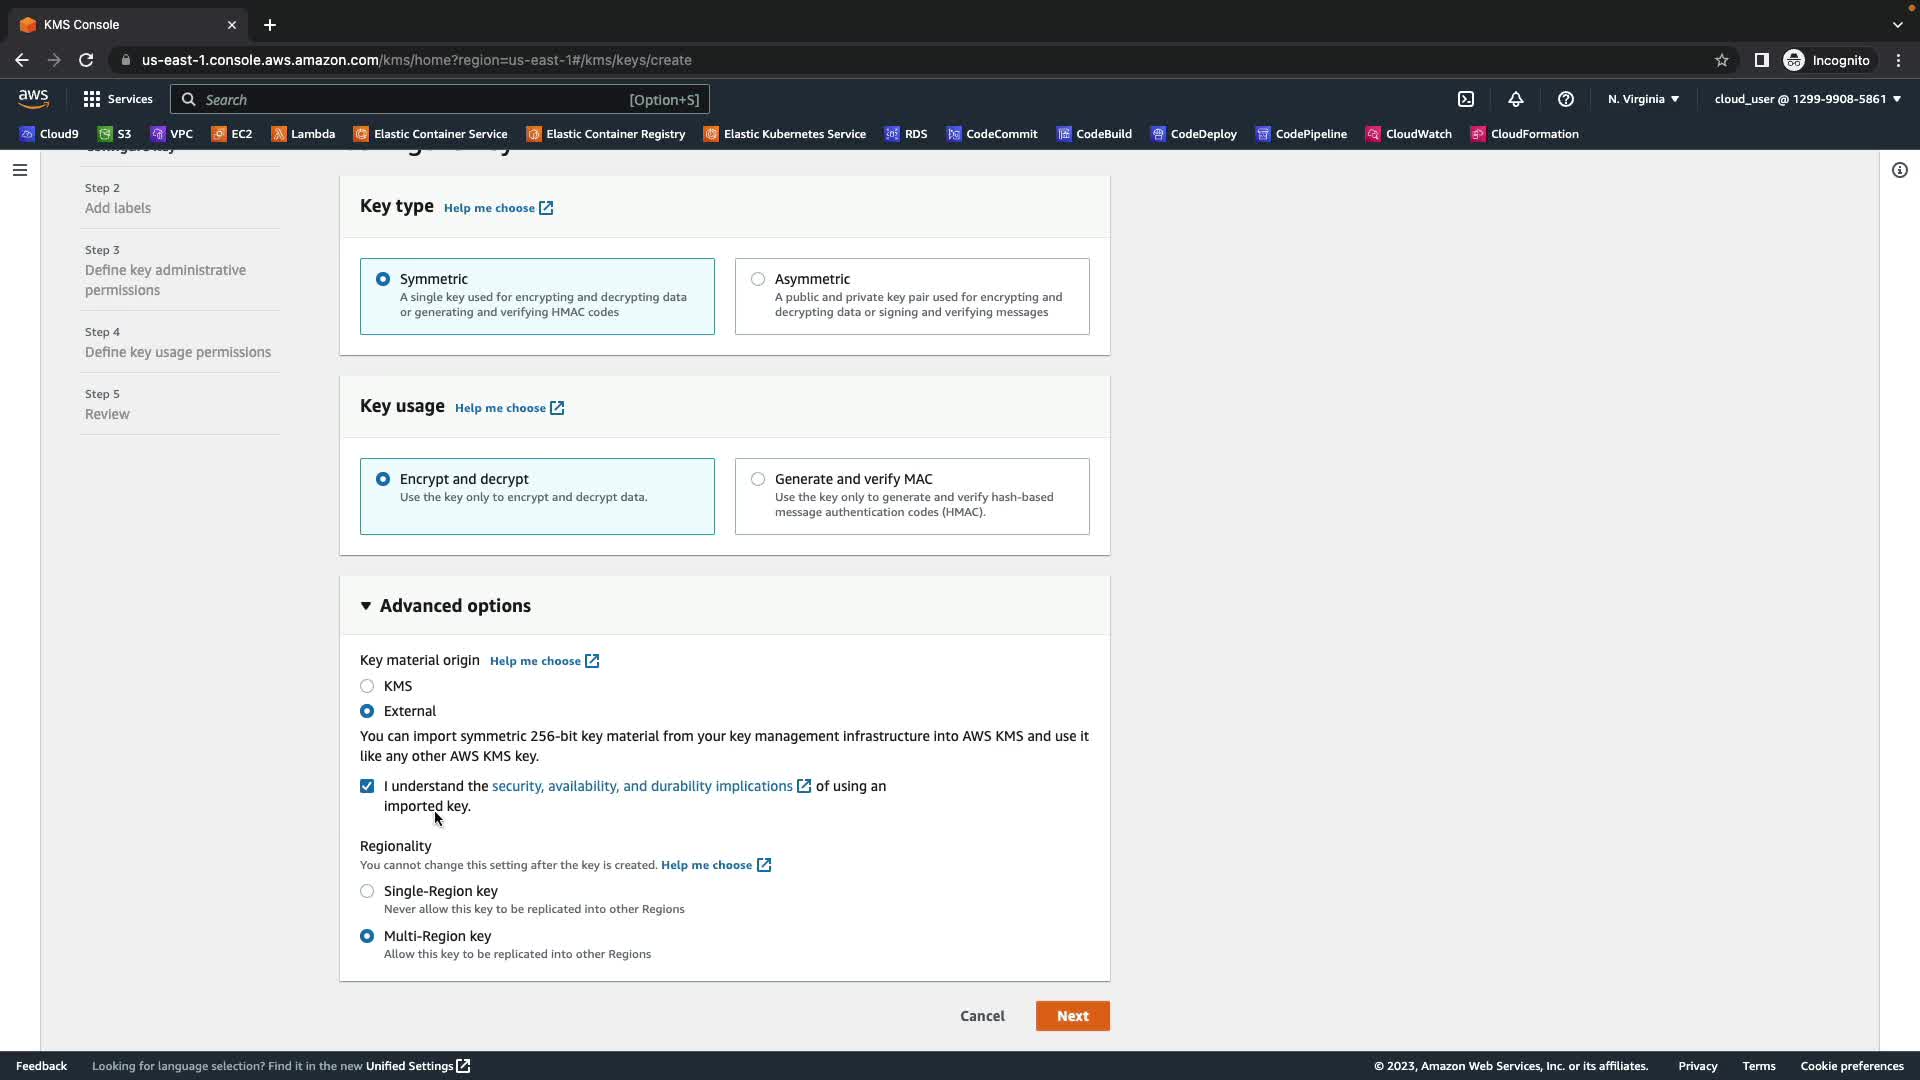 KMS Console
us-east-1.console.aws.amazon.com/kms/home?region=us-east-1#/kms/keys/create
Incognito
aws
Services
Search
[Option+S]
N. Virginia
cloud_user @ 1299-9908-5861
Cloud9
S3
VPC
EC2
Lambda
Elastic Container Service
Elastic Container Registry
Elastic Kubernetes Service
RDS
CodeCommit
CodeBuild
CodeDeploy
CodePipeline
CloudWatch
CloudFormation
Step 2
Add labels
Step 3
Define key administrative
permissions
Step 4
Define key usage permissions
Step 5
Review
Key type Help me choose
Symmetric
A single key used for encrypting and decrypting data
or generating and verifying HMAC codes
Asymmetric
A public and private key pair used for encrypting and
decrypting data or signing and verifying messages
Key usage Help me choose
Encrypt and decrypt
Use the key only to encrypt and decrypt data.
Generate and verify MAC
Use the key only to generate and verify hash-based
message authentication codes (HMAC).
Advanced options
Key material origin Help me choose
KMS
External
You can import symmetric 256-bit key material from your key management infrastructure into AWS KMS and use it
like any other AWS KMS key.
I understand the security, availability, and durability implications of using an
imported key.
Regionality
You cannot change this setting after the key is created. Help me choose
Single-Region key
Never allow this key to be replicated into other Regions
Multi-Region key
Allow this key to be replicated into other Regions
Cancel
Next
Feedback
Looking for language selection? Find it in the new Unified Settings
© 2023, Amazon Web Services, Inc. or its affiliates.
Privacy
Terms
Cookie preferences